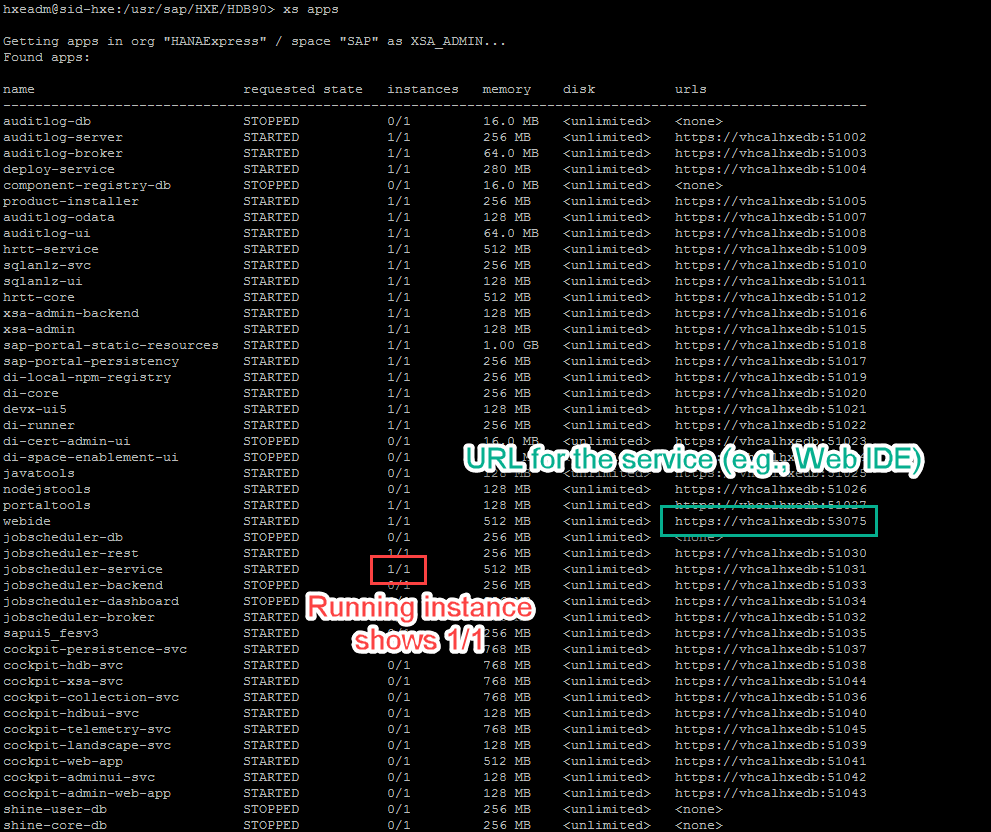 hxeadm@sid-hxe:/usr/sap/HXE/HDB90> xs apps
Getting apps in org "HANAExpress" / space "SAP" as XSA_ADMIN...
Found apps:
name requested state instances memory disk urls
--------------------------------------------------------------------------------------------------------------
auditlog-db STOPPED 0/1 16.0 MB <unlimited> <none>
auditlog-server STARTED 1/1 256 MB <unlimited> https://vhcalhxedb:51002
auditlog-broker STARTED 1/1 64.0 MB <unlimited> https://vhcalhxedb:51003
deploy-service STARTED 1/1 280 MB <unlimited> https://vhcalhxedb:51004
component-registry-db STOPPED 0/1 16.0 MB <unlimited> <none>
product-installer STARTED 1/1 256 MB <unlimited> https://vhcalhxedb:51005
auditlog-odata STARTED 1/1 128 MB <unlimited> https://vhcalhxedb:51007
auditlog-ui STARTED 1/1 64.0 MB <unlimited> https://vhcalhxedb:51008
hrtt-service STARTED 1/1 512 MB <unlimited> https://vhcalhxedb:51009
sqlanlz-svc STARTED 1/1 256 MB <unlimited> https://vhcalhxedb:51010
sqlanlz-ui STARTED 1/1 128 MB <unlimited> https://vhcalhxedb:51011
hrtt-core STARTED 1/1 512 MB <unlimited> https://vhcalhxedb:51012
xsa-admin-backend STARTED 1/1 128 MB <unlimited> https://vhcalhxedb:51016
xsa-admin STARTED 1/1 128 MB <unlimited> https://vhcalhxedb:51015
sap-portal-static-resources STARTED 1/1 1.00 GB <unlimited> https://vhcalhxedb:51018
sap-portal-persistency STARTED 1/1 256 MB <unlimited> https://vhcalhxedb:51017
di-local-npm-registry STARTED 1/1 256 MB <unlimited> https://vhcalhxedb:51019
di-core STARTED 1/1 256 MB <unlimited> https://vhcalhxedb:51020
devx-ui5 STARTED 1/1 128 MB <unlimited> https://vhcalhxedb:51021
di-runner STARTED 1/1 256 MB <unlimited> https://vhcalhxedb:51022
di-cert-admin-ui STOPPED 0/1 16.0 MB <unlimited> https://vhcalhxedb:51023
di-space-enablement-ui STOPPED 0/1
URL for the service (e.g., Web IDE)
javatools STARTED 0/1 128 MB <unlimited> https://vhcalhxedb:51025
nodejstools STARTED 0/1 128 MB <unlimited> https://vhcalhxedb:51026
portaltools STARTED 1/1 128 MB <unlimited> https://vhcalhxedb:51027
webide STARTED 1/1 512 MB <unlimited> https://vhcalhxedb:53075
jobscheduler-db STOPPED 0/1 256 MB <unlimited> <none>
jobscheduler-rest STARTED 1/1 256 MB <unlimited> https://vhcalhxedb:51030
jobscheduler-service STARTED 1/1 512 MB <unlimited> https://vhcalhxedb:51031
jobscheduler-backend STOPPED 0/1 256 MB <unlimited> https://vhcalhxedb:51033
jobscheduler-dashboard STOPPED 256 MB <unlimited> https://vhcalhxedb:51034
Running instance
jobscheduler-broker <unlimited> https://vhcalhxedb:51032
sapui5_fesv3 STARTED 256 MB <unlimited> https://vhcalhxedb:51035
shows 1/1
cockpit-persistence-svc STARTED 768 MB <unlimited> https://vhcalhxedb:51037
cockpit-hdb-svc STARTED 0/1 768 MB <unlimited> https://vhcalhxedb:51038
cockpit-xsa-svc STARTED 0/1 768 MB <unlimited> https://vhcalhxedb:51044
cockpit-collection-svc STARTED 0/1 768 MB <unlimited> https://vhcalhxedb:51036
cockpit-hdbui-svc STARTED 0/1 128 MB <unlimited> https://vhcalhxedb:51040
cockpit-telemetry-svc STARTED 0/1 768 MB <unlimited> https://vhcalhxedb:51045
cockpit-landscape-svc STARTED 0/1 128 MB <unlimited> https://vhcalhxedb:51039
cockpit-web-app STARTED 0/1 512 MB <unlimited> https://vhcalhxedb:51041
cockpit-adminui-svc STARTED 0/1 128 MB <unlimited> https://vhcalhxedb:51042
cockpit-admin-web-app STARTED 0/1 128 MB <unlimited> https://vhcalhxedb:51043
shine-user-db STOPPED 0/1 256 MB <unlimited> <none>
shine-core-db STOPPED 0/1 256 MB <unlimited> <none>